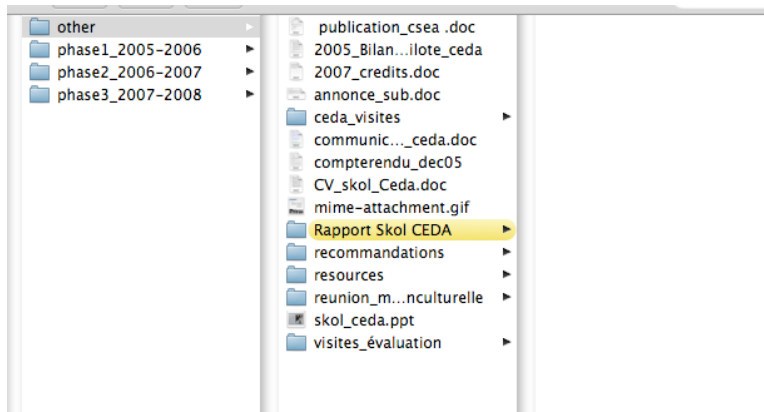 other
phase1_2005-2006
phase2_2006-2007
phase3_2007-2008
publication_csea .doc
2005_Bilan...ilote_ceda
2007_credits.doc
annonce_sub.doc
ceda_visites
communic..._ceda.doc
compterendu_dec05
CV_skol_Ceda.doc
mime-attachment.gif
Rapport Skol CEDA
recommandations
resources
reunion_m...nculturelle
skol_ceda.ppt
visites_évaluation